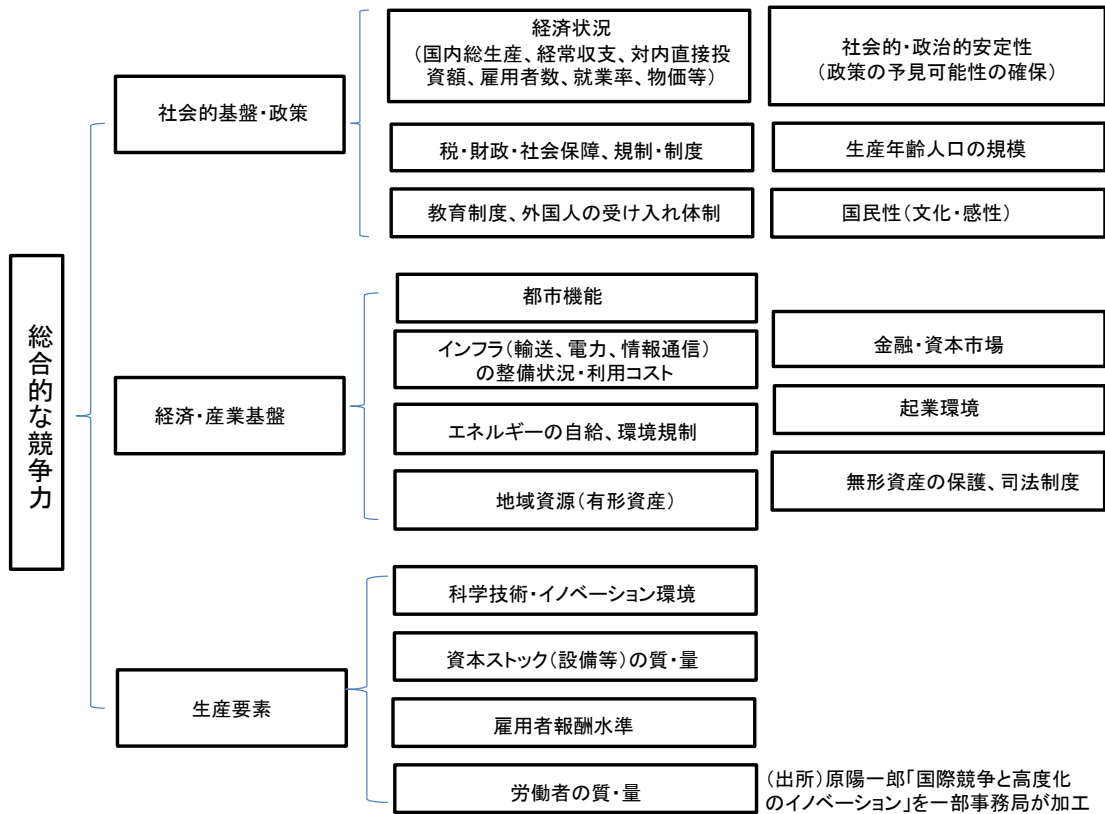 総合的な競争力
社会的基盤・政策
経済状況
(国内総生産、経常収支、対内直接投
資額、雇用者数、就業率、物価等)
社会的・政治的安定性
(政策の予見可能性の確保)
税・財政・社会保障、規制・制度
生産年齢人口の規模
教育制度、外国人の受け入れ体制
国民性(文化・感性)
経済・産業基盤
都市機能
インフラ(輸送、電力、情報通信)
の整備状況・利用コスト
エネルギーの自給、環境規制
地域資源(有形資産)
金融・資本市場
起業環境
無形資産の保護、司法制度
生産要素
科学技術・イノベーション環境
資本ストック(設備等)の質・量
雇用者報酬水準
労働者の質・量
(出所)原陽一郎「国際競争と高度化
のイノベーション」を一部事務局が加工